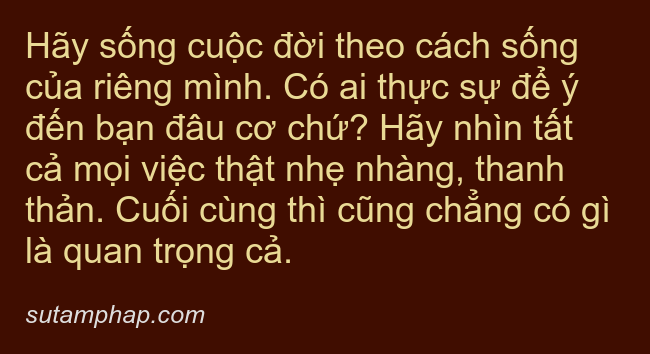 Hãy sống cuộc đời theo cách sống
của riêng mình. Có ai thực sự để ý
đến bạn đâu cơ chứ? Hãy nhìn tất
cả mọi việc thật nhẹ nhàng, thanh
thản. Cuối cùng thì cũng chẳng có gì
là quan trọng cả.
sutamphap.com